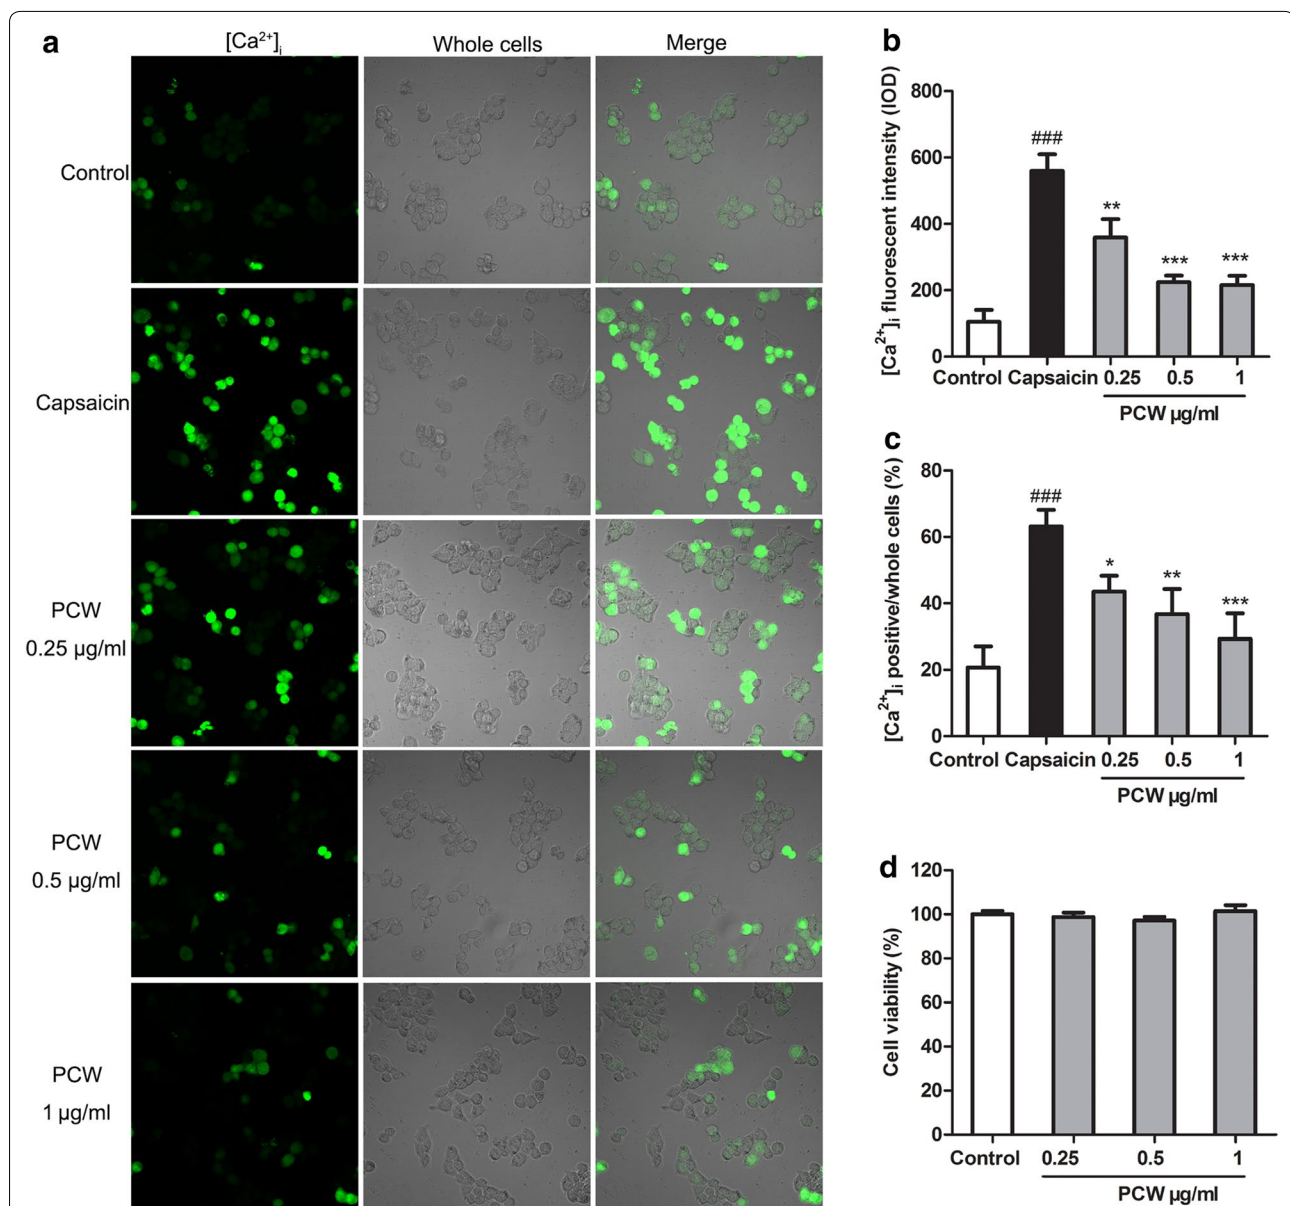 a
[Ca²⁺]ᵢ Whole cells Merge
Control
Capsaicin
PCW
0.25 µg/ml
PCW
0.5 µg/ml
PCW
1 µg/ml
b
[Ca²⁺]ᵢ fluorescent intensity (IOD)
800
600
400
200
0
###
**
***
***
Control Capsaicin 0.25 0.5 1
PCW µg/ml
c
[Ca²⁺]ᵢ positive/whole cells (%)
80
60
40
20
0
###
*
**
***
Control Capsaicin 0.25 0.5 1
PCW µg/ml
d
Cell viability (%)
120
100
80
60
40
20
0
Control 0.25 0.5 1
PCW µg/ml